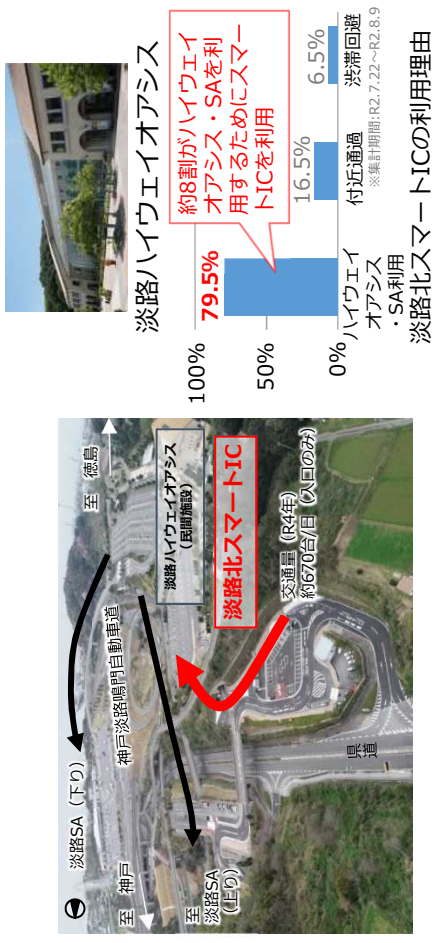 淡路SA（下り）
至　神戸
神戸淡路鳴門自動車道
至　徳島
淡路ハイウェイオアシス
（民間施設）
淡路北スマートIC
交通量（R4年）
約670台/日（入口のみ）
至
淡路SA
（上り）
県道
淡路ハイウェイオアシス
約8割がハイウェイ
オアシス・SAを利
用するためにスマー
トICを利用
100%
50%
0%
79.5%
16.5%
6.5%
ハイウェイ
オアシス
・SA利用
付近通過
渋滞回避
※集計期間:R2.7.22～R2.8.9
淡路北スマートICの利用理由